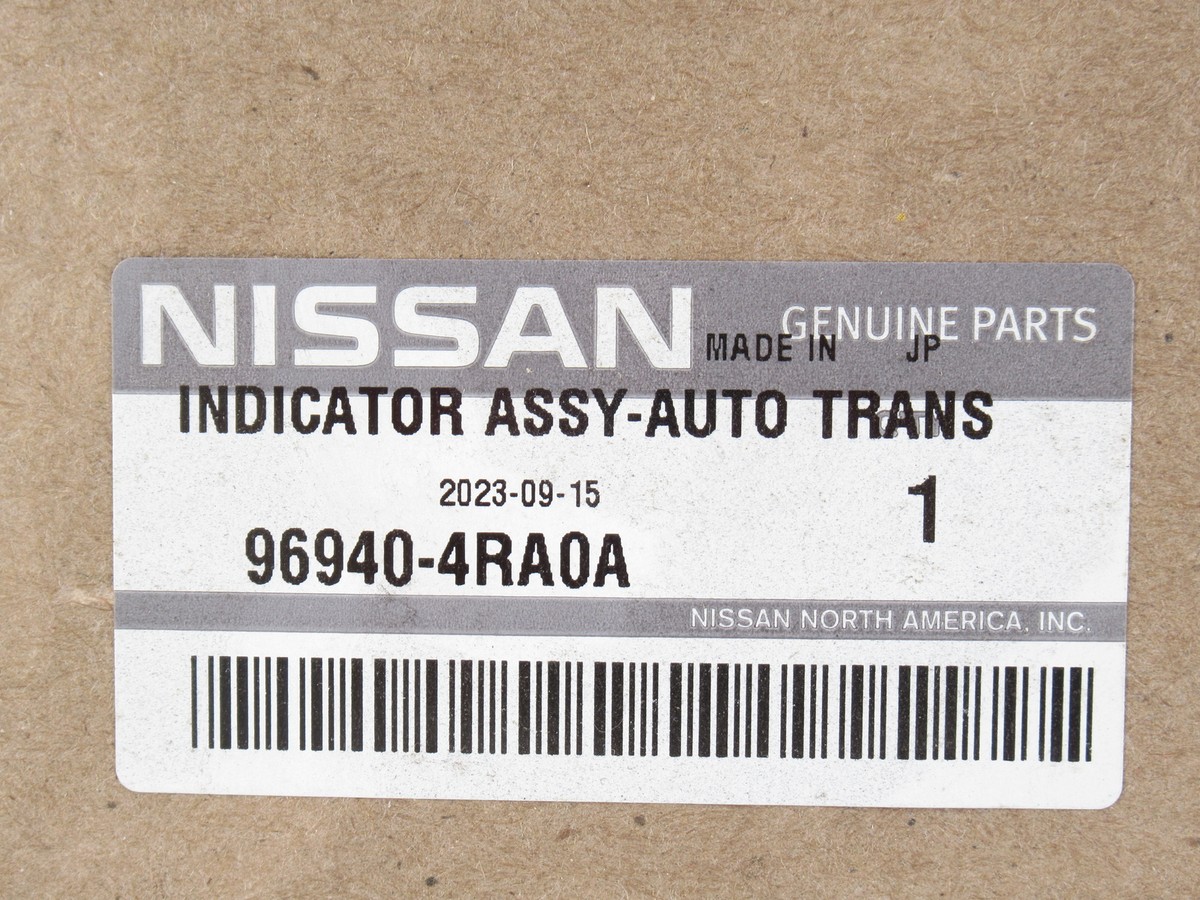 NISSAN GENUINE PARTS
MADE IN JP
INDICATOR ASSY-AUTO TRANS
2023-09-15 1
96940-4RA0A
NISSAN NORTH AMERICA, INC.